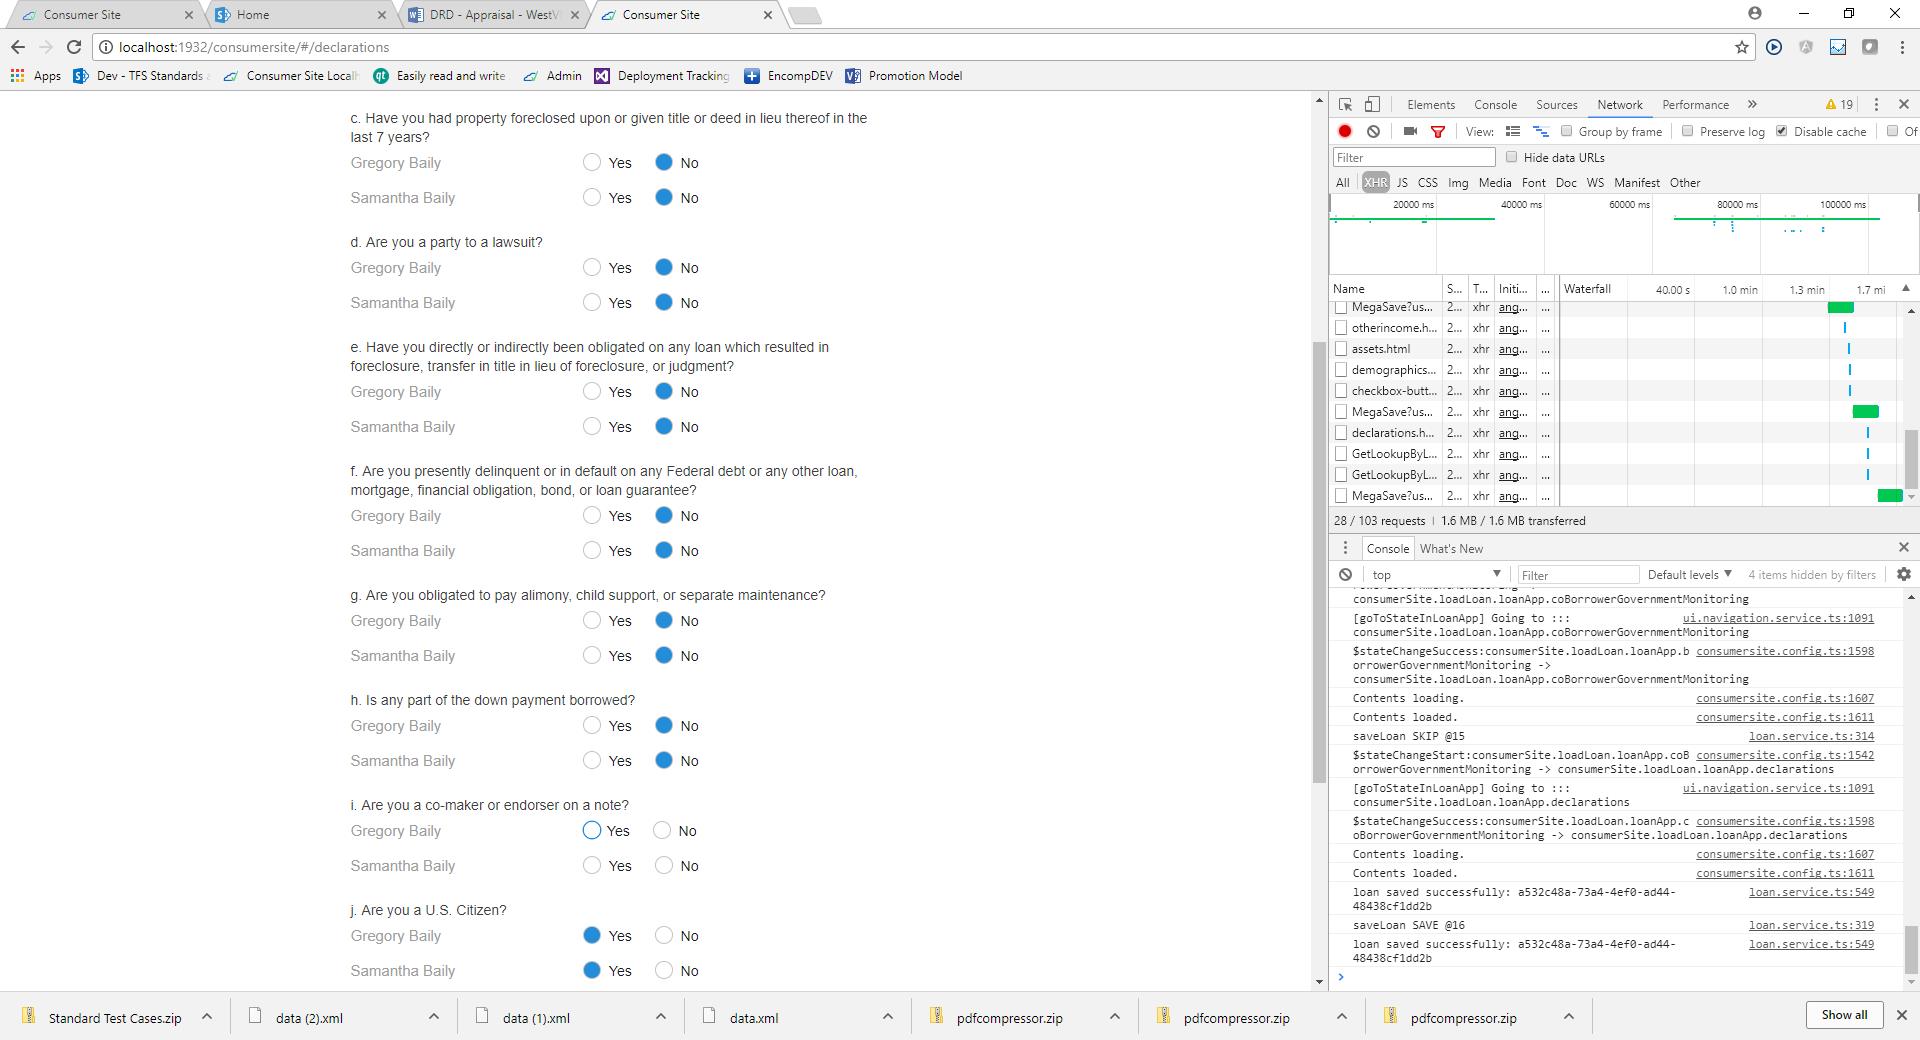 Consumer Site
Home
DRD - Appraisal - WestV
Consumer Site
localhost:1932/consumersite/#/declarations
Apps
Dev - TFS Standards
Consumer Site Local
Easily read and write
Admin
Deployment Tracking
EncompDEV
Promotion Model
c. Have you had property foreclosed upon or given title or deed in lieu thereof in the
last 7 years?
Gregory Baily Yes No
Samantha Baily Yes No
d. Are you a party to a lawsuit?
Gregory Baily Yes No
Samantha Baily Yes No
e. Have you directly or indirectly been obligated on any loan which resulted in
foreclosure, transfer in title in lieu of foreclosure, or judgment?
Gregory Baily Yes No
Samantha Baily Yes No
f. Are you presently delinquent or in default on any Federal debt or any other loan,
mortgage, financial obligation, bond, or loan guarantee?
Gregory Baily Yes No
Samantha Baily Yes No
g. Are you obligated to pay alimony, child support, or separate maintenance?
Gregory Baily Yes No
Samantha Baily Yes No
h. Is any part of the down payment borrowed?
Gregory Baily Yes No
Samantha Baily Yes No
i. Are you a co-maker or endorser on a note?
Gregory Baily Yes No
Samantha Baily Yes No
j. Are you a U.S. Citizen?
Gregory Baily Yes No
Samantha Baily Yes No
Elements Console Sources Network Performance » 19
View: Group by frame Preserve log Disable cache Of
Filter Hide data URLs
All XHR JS CSS Img Media Font Doc WS Manifest Other
20000 ms 40000 ms 60000 ms 80000 ms 100000 ms
Name S... T... Initi... ... Waterfall 40.00 s 1.0 min 1.3 min 1.7 mi
MegaSave?us... 2... xhr ang... ...
otherincome.h... 2... xhr ang... ...
assets.html 2... xhr ang... ...
demographics... 2... xhr ang... ...
checkbox-butt... 2... xhr ang... ...
MegaSave?us... 2... xhr ang... ...
declarations.h... 2... xhr ang... ...
GetLookupByL... 2... xhr ang... ...
GetLookupByL... 2... xhr ang... ...
MegaSave?us... 2... xhr ang... ...
28 / 103 requests | 1.6 MB / 1.6 MB transferred
Console What's New
top Filter Default levels 4 items hidden by filters
consumerSite.loadLoan.loanApp.coBorrowerGovernmentMonitoring
[goToStateInLoanApp] Going to ::: ui.navigation.service.ts:1091
consumerSite.loadLoan.loanApp.coBorrowerGovernmentMonitoring
$stateChangeSuccess:consumerSite.loadLoan.loanApp.b consumersite.config.ts:1598
orrowerGovernmentMonitoring ->
consumerSite.loadLoan.loanApp.coBorrowerGovernmentMonitoring
Contents loading. consumersite.config.ts:1607
Contents loaded. consumersite.config.ts:1611
saveLoan SKIP @15 loan.service.ts:314
$stateChangeStart:consumerSite.loadLoan.loanApp.coB consumersite.config.ts:1542
orrowerGovernmentMonitoring -> consumerSite.loadLoan.loanApp.declarations
[goToStateInLoanApp] Going to ::: ui.navigation.service.ts:1091
consumerSite.loadLoan.loanApp.declarations
$stateChangeSuccess:consumerSite.loadLoan.loanApp.c consumersite.config.ts:1598
oBorrowerGovernmentMonitoring -> consumerSite.loadLoan.loanApp.declarations
Contents loading. consumersite.config.ts:1607
Contents loaded. consumersite.config.ts:1611
loan saved successfully: a532c48a-73a4-4ef0-ad44- loan.service.ts:549
48438cf1dd2b
saveLoan SAVE @16 loan.service.ts:319
loan saved successfully: a532c48a-73a4-4ef0-ad44- loan.service.ts:549
48438cf1dd2b
Standard Test Cases.zip
data (2).xml
data (1).xml
data.xml
pdfcompressor.zip
pdfcompressor.zip
pdfcompressor.zip
Show all